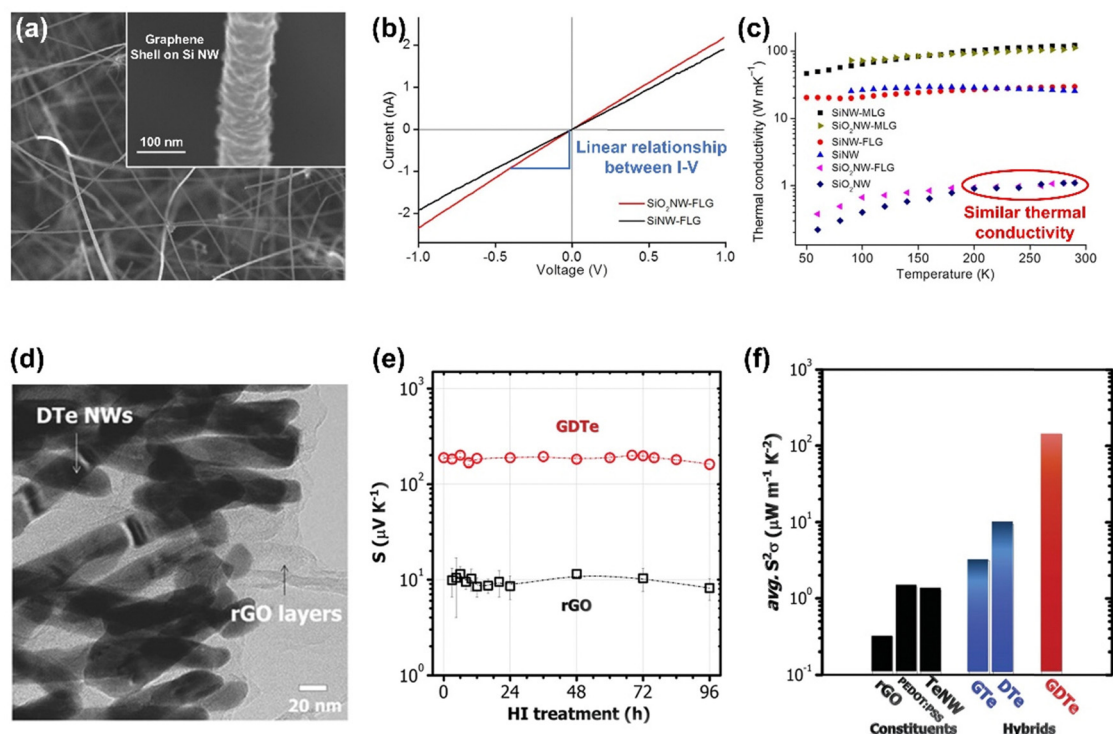 (a)
Graphene
Shell on Si NW
100 nm
(b)
Current (nA)
2
1
0
-1
-2
-1.0 -0.5 0.0 0.5 1.0
Voltage (V)
Linear relationship
between I-V
SiO₂NW-FLG
SiNW-FLG
(c)
Thermal conductivity (W mK⁻¹)
100
10
1
SiNW-MLG
SiO₂NW-MLG
SiNW-FLG
SiNW
SiO₂NW-FLG
SiO₂NW
Similar thermal
conductivity
50 100 150 200 250 300
Temperature (K)
(d)
DTe NWs
rGO layers
20 nm
(e)
S (μV K⁻¹)
10³
10²
10¹
10⁰
GDTe
rGO
0 24 48 72 96
HI treatment (h)
(f)
avg. S²σ (μW m⁻¹ K⁻²)
10³
10²
10¹
10⁰
10⁻¹
rGO
PEDOT:PSS
TeNW
GTe
DTe
GDTe
Constituents Hybrids